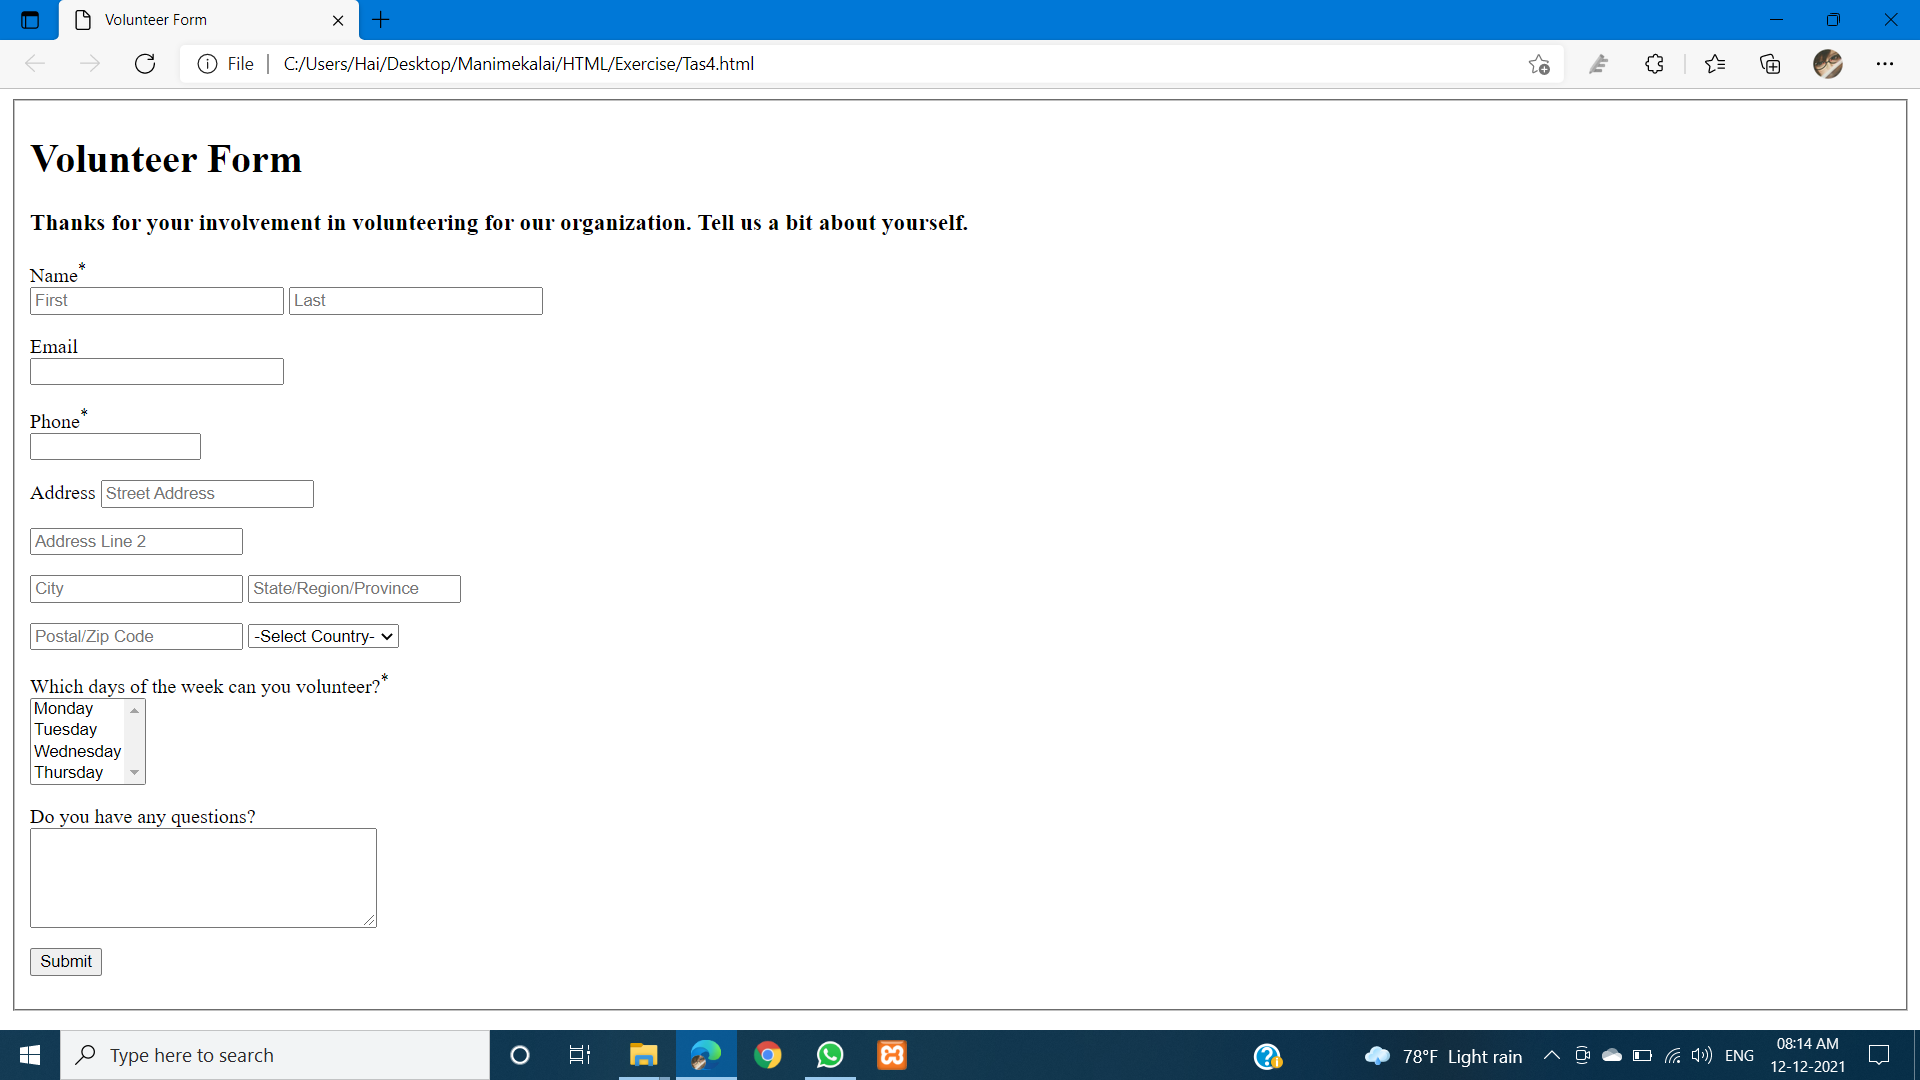 Volunteer Form
File C:/Users/Hai/Desktop/Manimekalai/HTML/Exercise/Tas4.html
Volunteer Form
Thanks for your involvement in volunteering for our organization. Tell us a bit about yourself.
Name*
First Last
Email
Phone*
Address Street Address
Address Line 2
City State/Region/Province
Postal/Zip Code -Select Country-
Which days of the week can you volunteer?*
Monday
Tuesday
Wednesday
Thursday
Do you have any questions?
Submit
Type here to search 78°F Light rain ENG 08:14 AM
12-12-2021